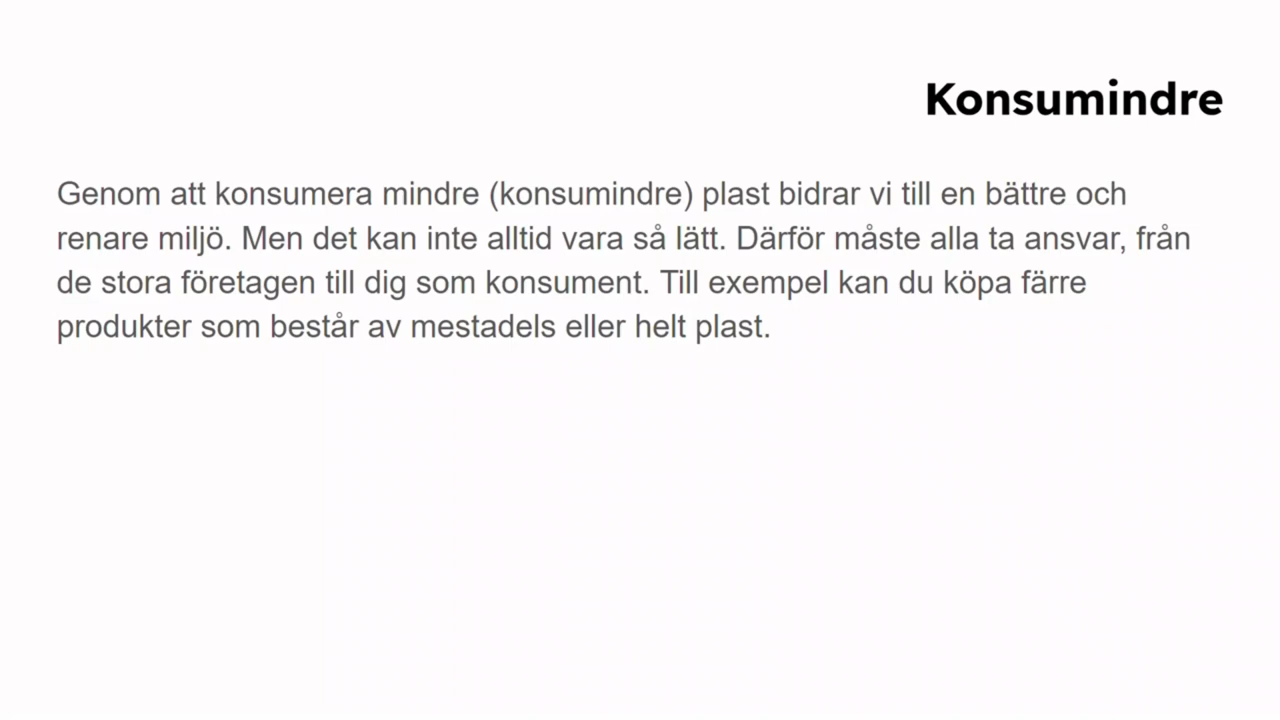 Konsumindre
Genom att konsumera mindre (konsumindre) plast bidrar vi till en bättre och
renare miljö. Men det kan inte alltid vara så lätt. Därför måste alla ta ansvar, från
de stora företagen till dig som konsument. Till exempel kan du köpa färre
produkter som består av mestadels eller helt plast.